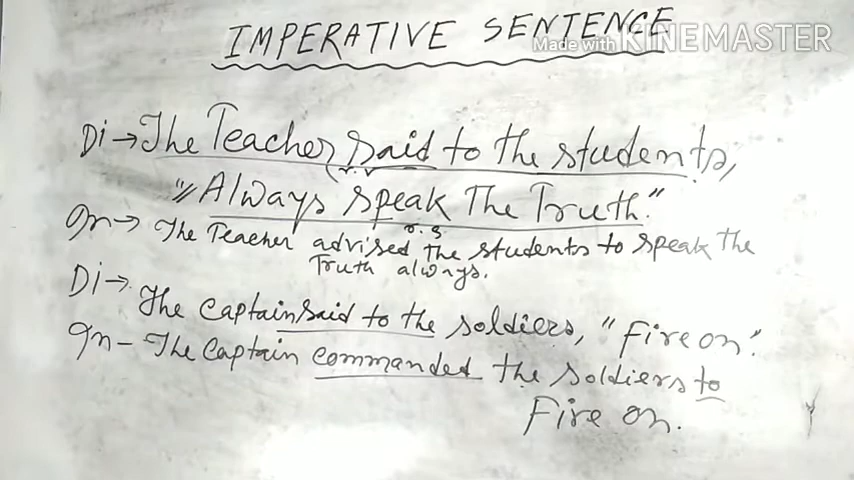 IMPERATIVE SENTENCE
Made with KINEMASTER
Di → The Teacher said to the students,
r.v
"Always speak The Truth."
r.s
In → The Teacher advised the students to speak the
Truth always.
Di → The captain said to the soldiers, "Fire on."
In - The Captain commanded the soldiers to
Fire on.